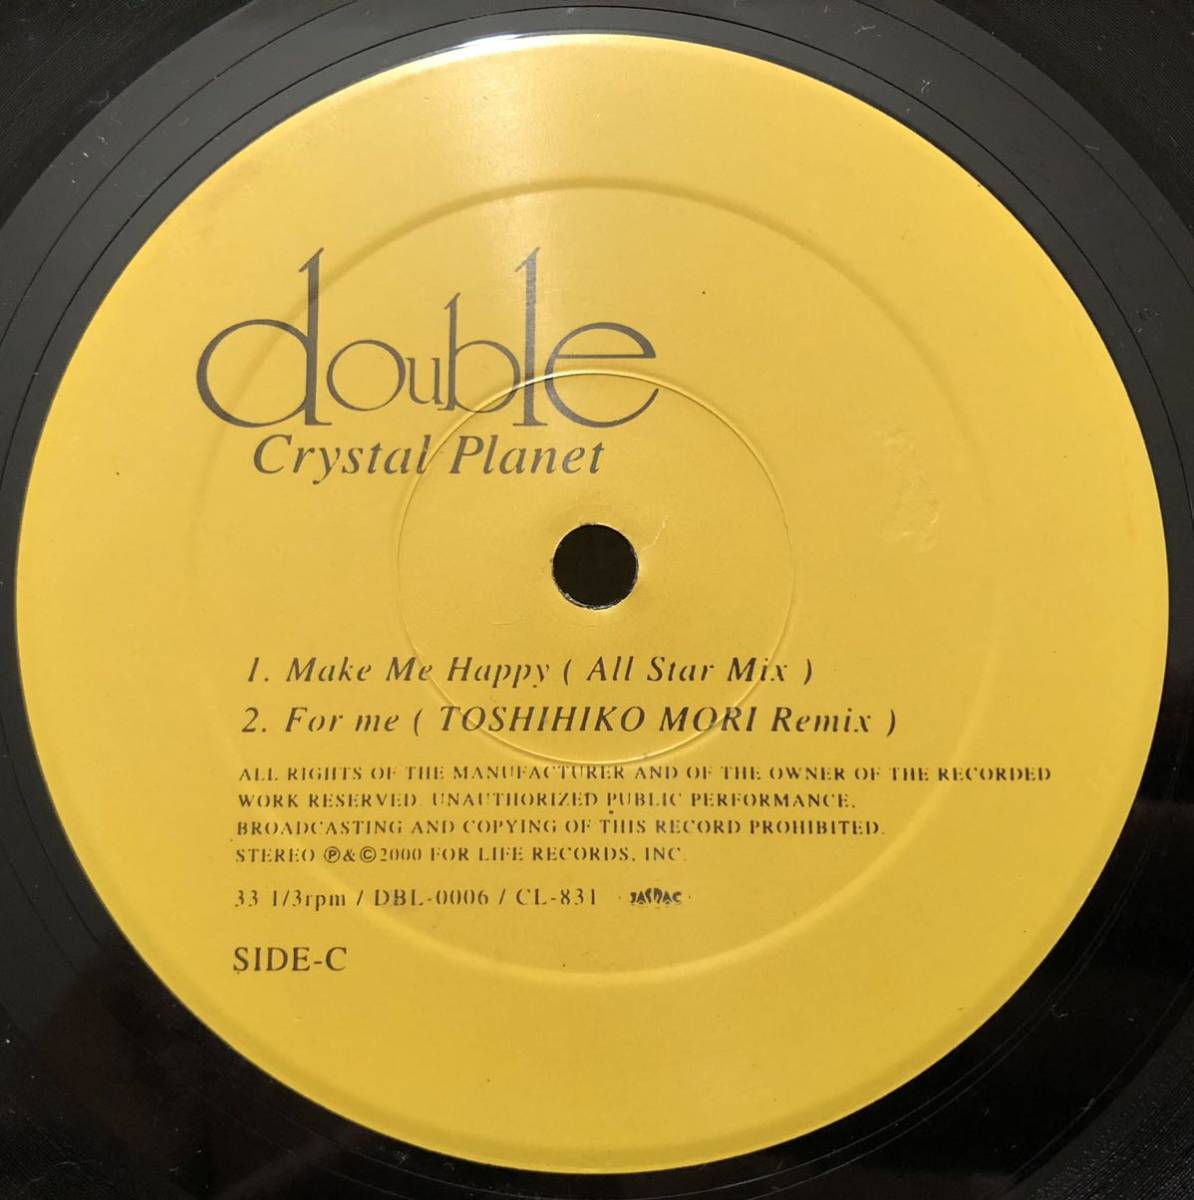 double
Crystal Planet
1. Make Me Happy ( All Star Mix )
2. For me ( TOSHIHIKO MORI Remix )
ALL RIGHTS OF THE MANUFACTURER AND OF THE OWNER OF THE RECORDED
WORK RESERVED. UNAUTHORIZED PUBLIC PERFORMANCE,
BROADCASTING AND COPYING OF THIS RECORD PROHIBITED.
STEREO ℗&©2000 FOR LIFE RECORDS, INC.
33 1/3rpm / DBL-0006 / CL-831 · JASRAC ·
SIDE-C